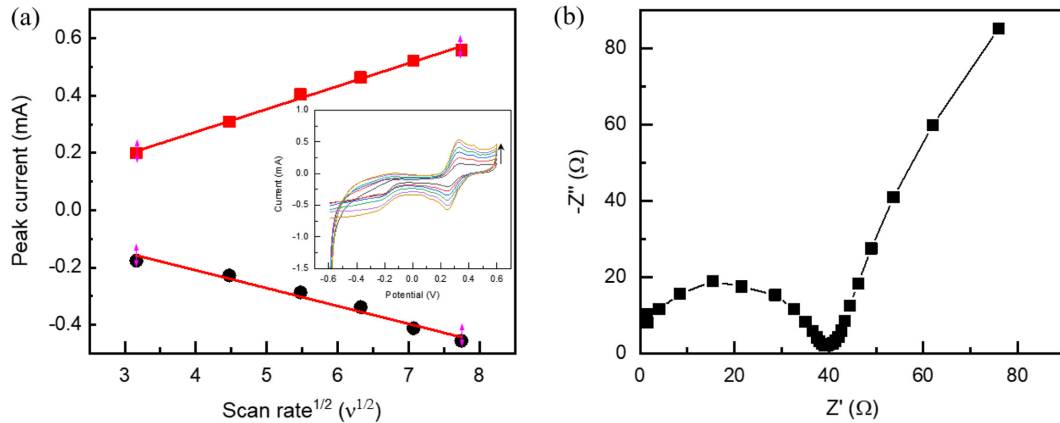 (a)
Peak current (mA)
0.6
0.4
0.2
0.0
-0.2
-0.4
3 4 5 6 7 8
Scan rate1/2 (ν1/2)
Current (mA)
1.0
0.5
0.0
-0.5
-1.0
-1.5
-0.6 -0.4 -0.2 0.0 0.2 0.4 0.6
Potential (V)
(b)
-Z'' (Ω)
80
60
40
20
0
0 20 40 60 80
Z' (Ω)